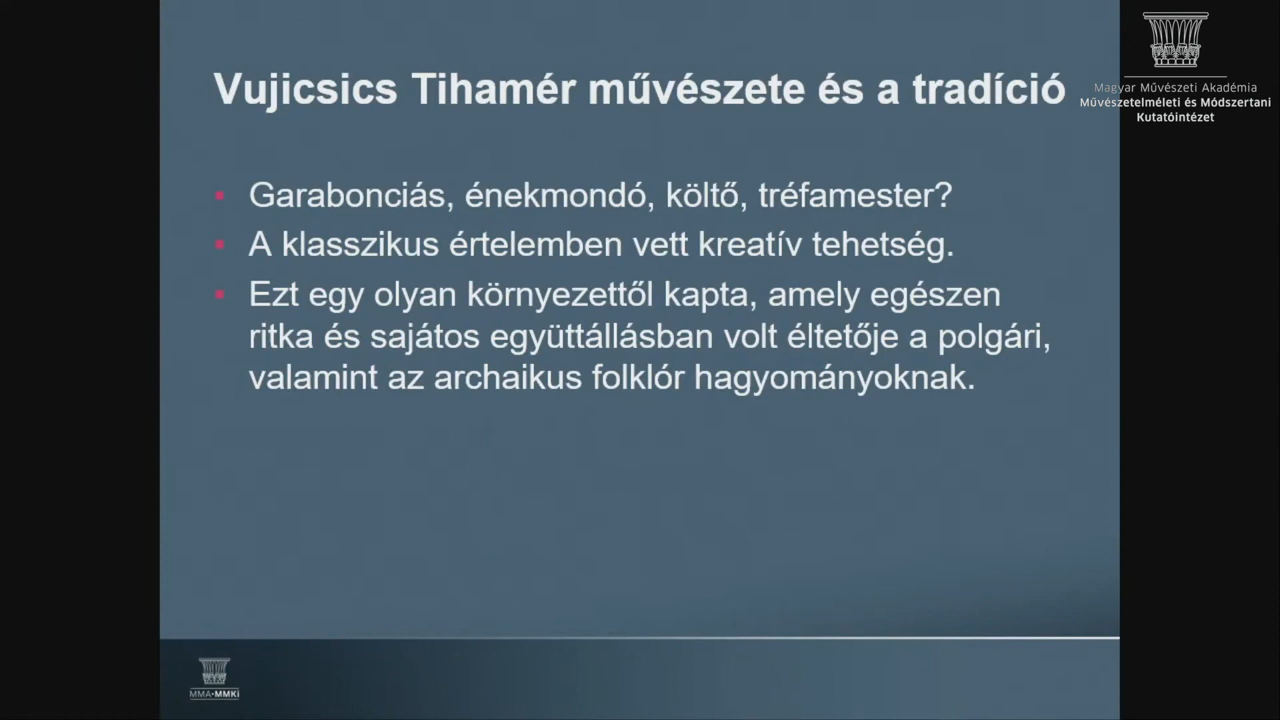 Vujicsics Tihamér művészete és a tradíció
Magyar Művészeti Akadémia
Művészetelméleti és Módszertani
Kutatóintézet
Garabonciás, énekmondó, költő, tréfamester?
A klasszikus értelemben vett kreatív tehetség.
Ezt egy olyan környezettől kapta, amely egészen
ritka és sajátos együttállásban volt éltetője a polgári,
valamint az archaikus folklór hagyományoknak.
MMA•MMKI